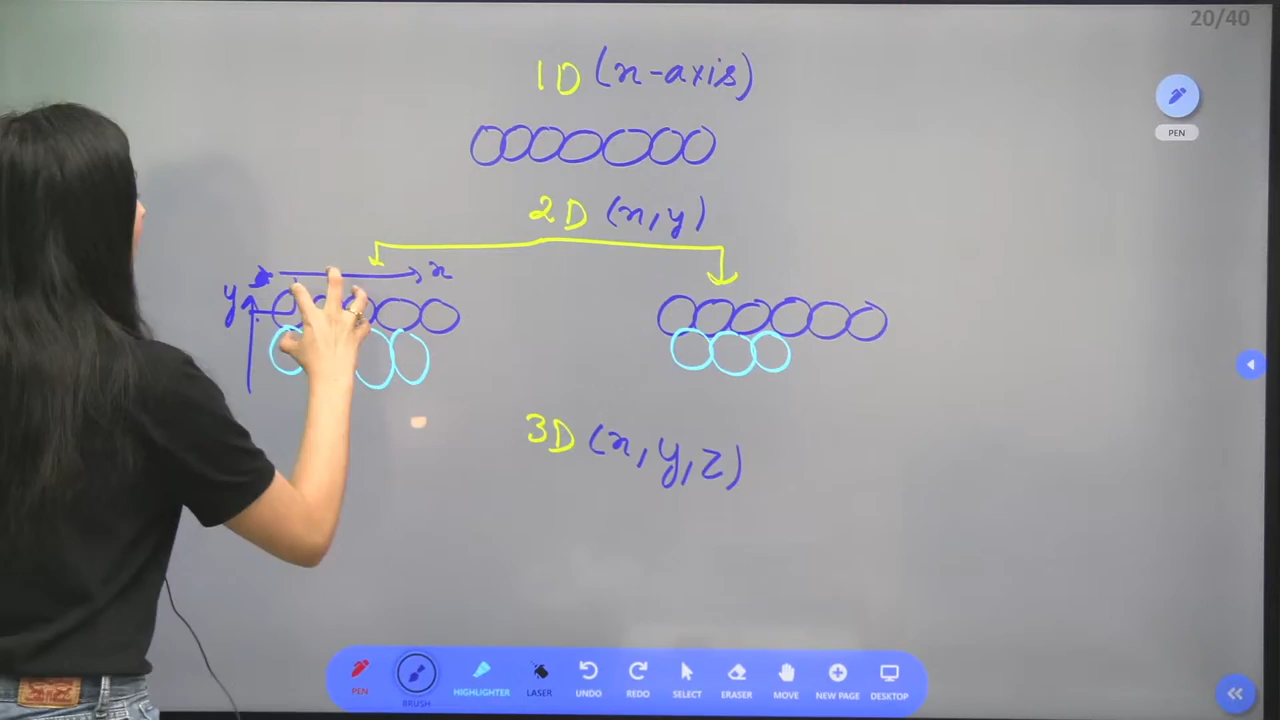 20/40
1D (x-axis)
PEN
2D (x,y)
x
y
3D (x,y,z)
PEN
BRUSH
HIGHLIGHTER
LASER
UNDO
REDO
SELECT
ERASER
MOVE
NEW PAGE
DESKTOP